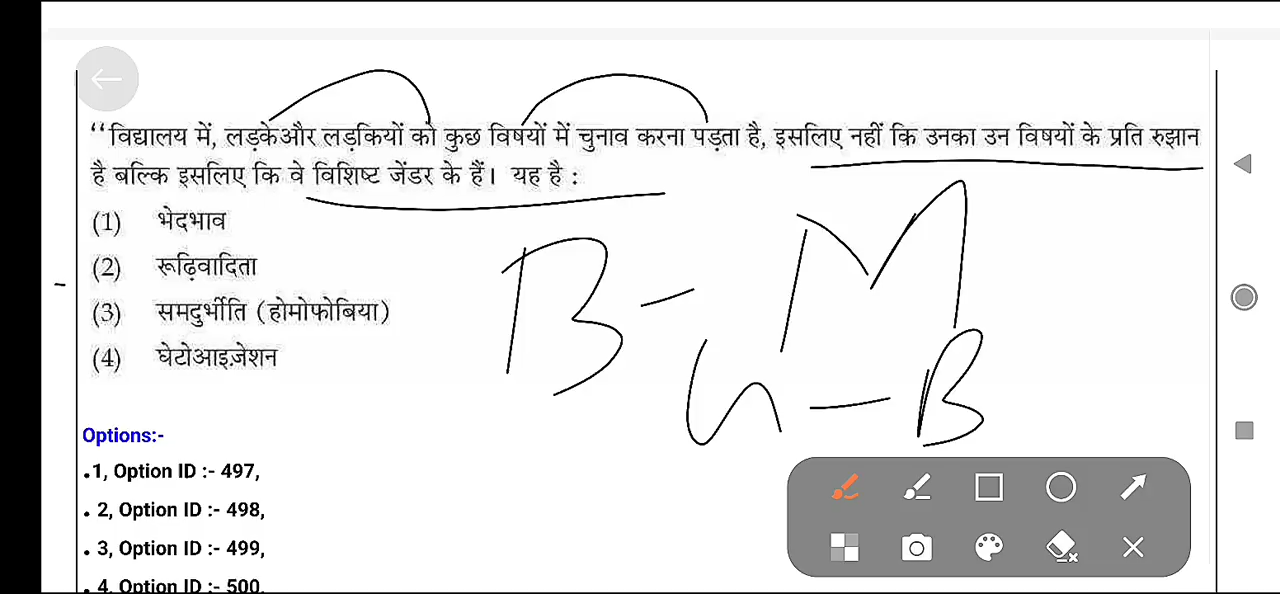 “विद्यालय में, लड़केऔर लड़कियों को कुछ विषयों में चुनाव करना पड़ता है, इसलिए नहीं कि उनका उन विषयों के प्रति रुझान
है बल्कि इसलिए कि वे विशिष्ट जेंडर के हैं। यह है :
(1) भेदभाव
(2) रूढ़िवादिता
(3) समदुर्भीति (होमोफोबिया)
(4) घेटोआइज़ेशन
B - M
G - B
Options:-
.1, Option ID :- 497,
. 2, Option ID :- 498,
. 3, Option ID :- 499,
. 4, Option ID :- 500,